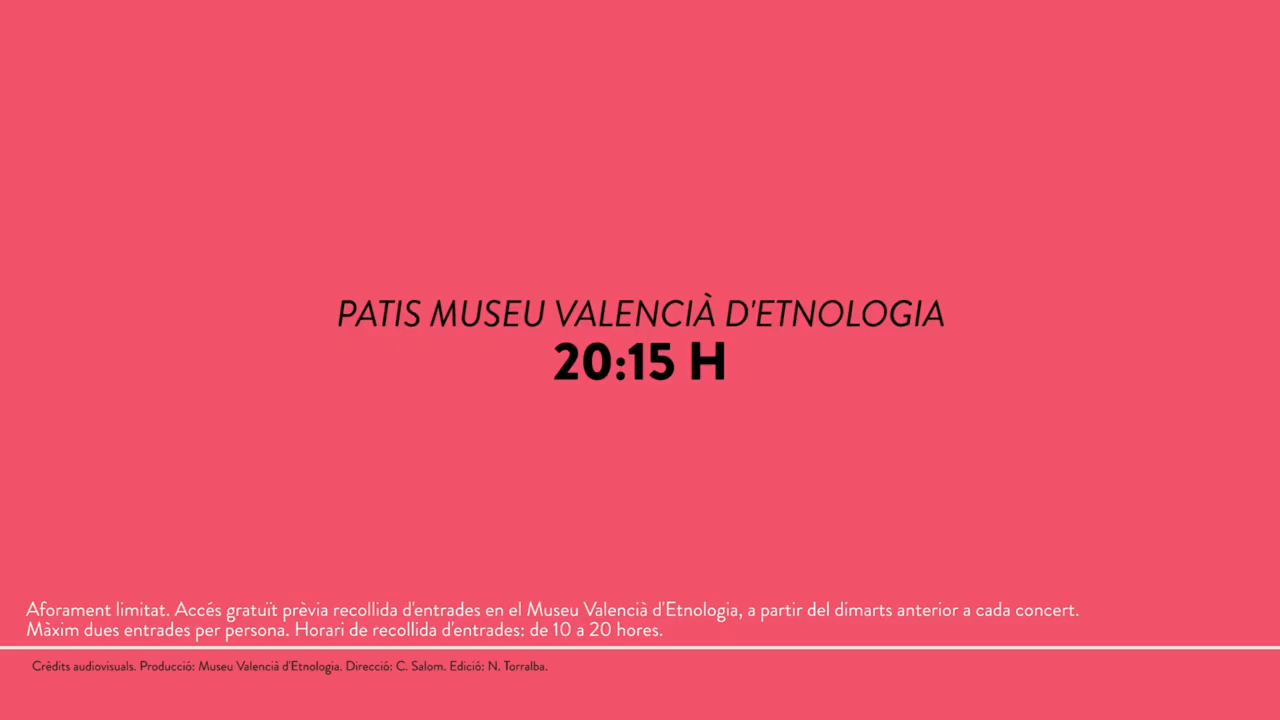 PATIS MUSEU VALENCIÀ D'ETNOLOGIA
20:15 H
Aforament limitat. Accés gratuït prèvia recollida d'entrades en el Museu Valencià d'Etnologia, a partir del dimarts anterior a cada concert.
Màxim dues entrades per persona. Horari de recollida d'entrades: de 10 a 20 hores.
Crèdits audiovisuals. Producció: Museu Valencià d'Etnologia. Direcció: C. Salom. Edició: N. Torralba.